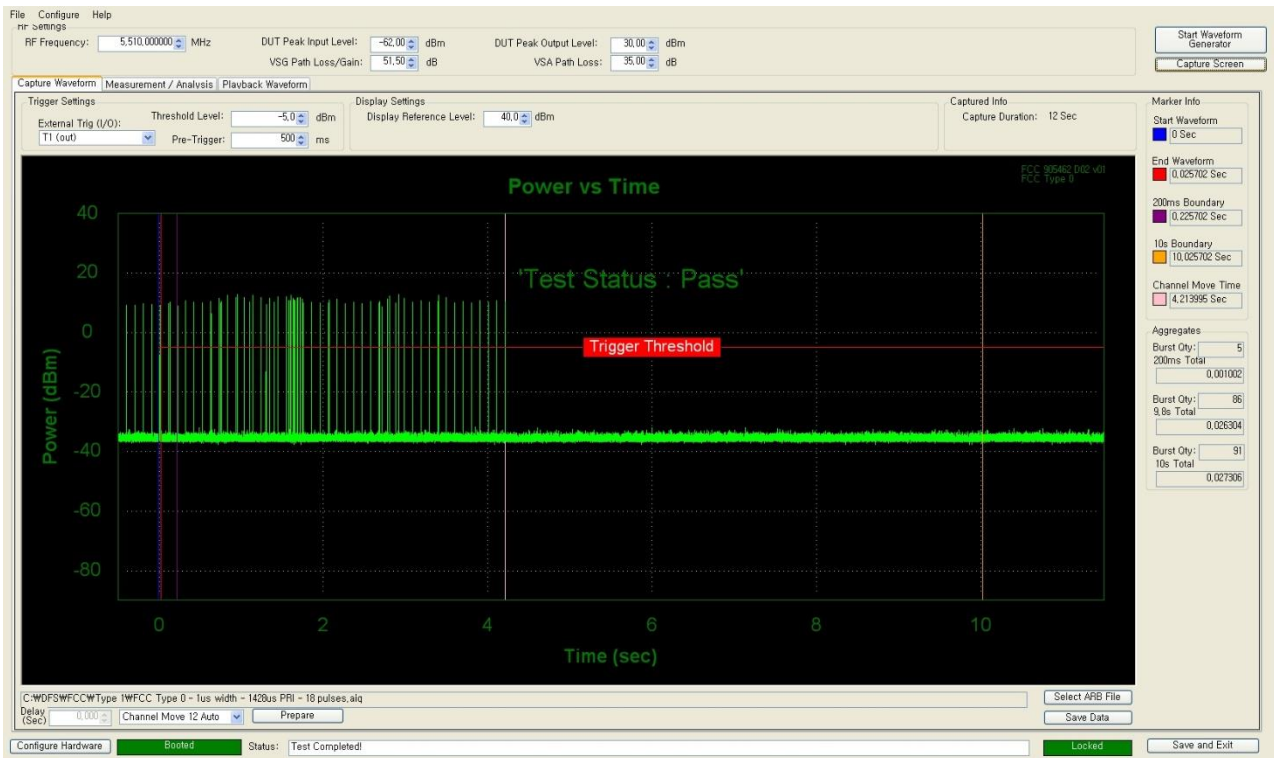 File Configure Help
RF Settings
RF Frequency: 5,510,000000 MHz DUT Peak Input Level: -62,00 dBm DUT Peak Output Level: 30,00 dBm
VSG Path Loss/Gain: 51,50 dB VSA Path Loss: 35,00 dB
Start Waveform Generator
Capture Screen
Capture Waveform Measurement / Analysis Playback Waveform
Trigger Settings
External Trig (I/O): Threshold Level: -5,0 dBm
T1 (out) Pre-Trigger: 500 ms
Display Settings
Display Reference Level: 40,0 dBm
Captured Info
Capture Duration: 12 Sec
Marker Info
Start Waveform
0 Sec
End Waveform
0,025702 Sec
200ms Boundary
0,225702 Sec
10s Boundary
10,025702 Sec
Channel Move Time
4,213995 Sec
Aggregates
Burst Qty: 5
200ms Total
0,001002
Burst Qty: 86
9,8s Total
0,026304
Burst Qty: 91
10s Total
0,027306
FCC 905462 D02 v01
FCC Type 0
Power vs Time
'Test Status : Pass'
Trigger Threshold
Power (dBm)
40
20
0
-20
-40
-60
-80
0 2 4 6 8 10
Time (sec)
C:₩DFS₩FCC₩Type 1₩FCC Type 0 - 1us width - 1428us PRI - 18 pulses,aiq
Select ARB File
Delay (Sec) 0,000 Channel Move 12 Auto Prepare
Save Data
Configure Hardware Booted Status: Test Completed! Locked Save and Exit